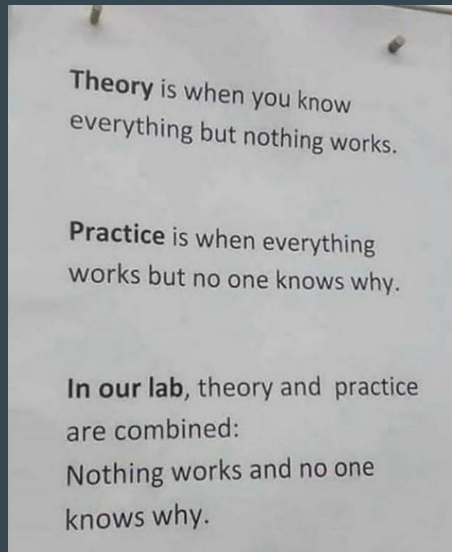 Theory is when you know
everything but nothing works.
Practice is when everything
works but no one knows why.
In our lab, theory and practice
are combined:
Nothing works and no one
knows why.